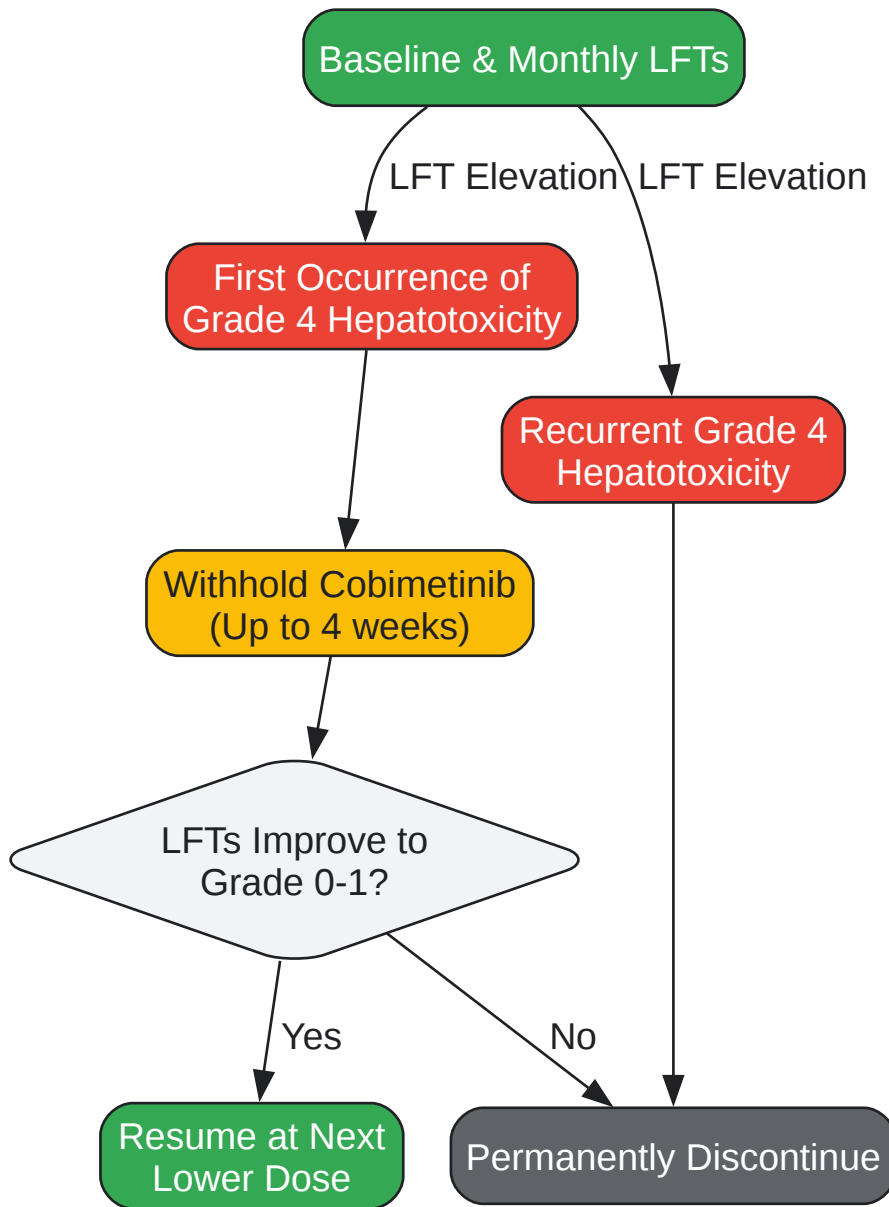 Baseline & Monthly LFTs
LFT Elevation
LFT Elevation
First Occurrence of
Grade 4 Hepatotoxicity
Recurrent Grade 4
Hepatotoxicity
Withhold Cobimetinib
(Up to 4 weeks)
LFTs Improve to
Grade 0-1?
Yes
No
Resume at Next
Lower Dose
Permanently Discontinue